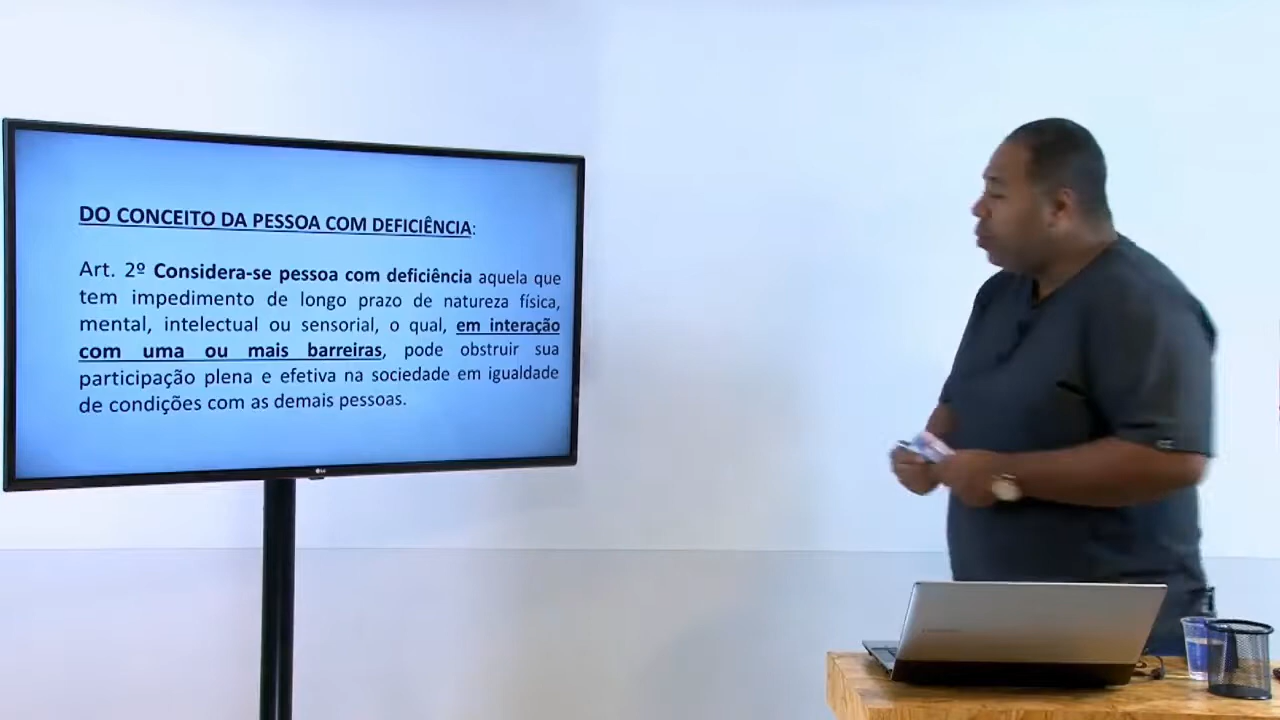 DO CONCEITO DA PESSOA COM DEFICIÊNCIA:
Art. 2º Considera-se pessoa com deficiência aquela que
tem impedimento de longo prazo de natureza física,
mental, intelectual ou sensorial, o qual, em interação
com uma ou mais barreiras, pode obstruir sua
participação plena e efetiva na sociedade em igualdade
de condições com as demais pessoas.
LG